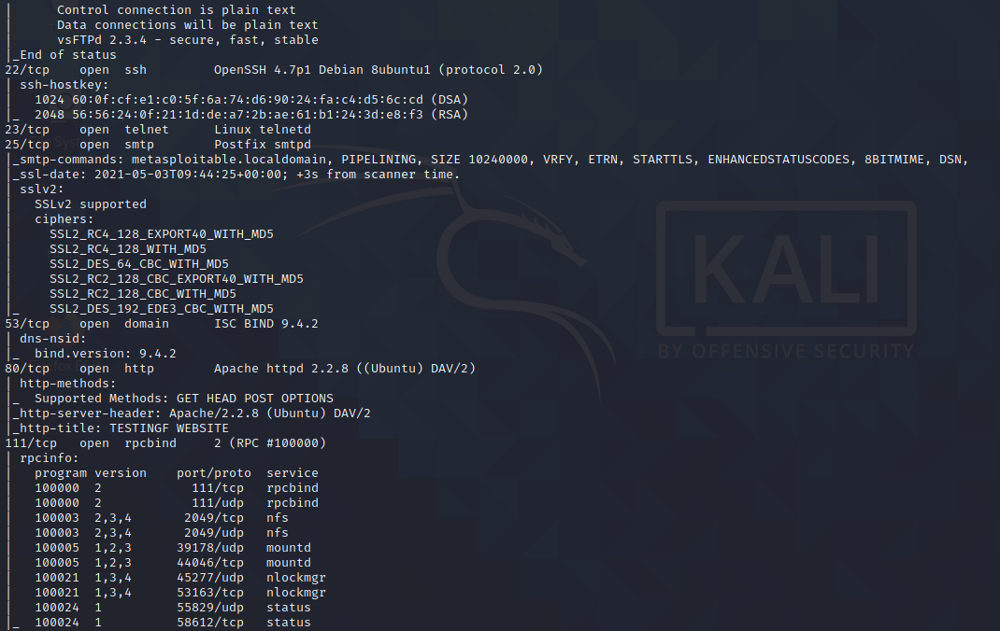 |      Control connection is plain text
|      Data connections will be plain text
|      vsFTPd 2.3.4 - secure, fast, stable
|_End of status
22/tcp    open  ssh         OpenSSH 4.7p1 Debian 8ubuntu1 (protocol 2.0)
| ssh-hostkey:
|   1024 60:0f:cf:e1:c0:5f:6a:74:d6:90:24:fa:c4:d5:6c:cd (DSA)
|_  2048 56:56:24:0f:21:1d:de:a7:2b:ae:61:b1:24:3d:e8:f3 (RSA)
23/tcp    open  telnet      Linux telnetd
25/tcp    open  smtp        Postfix smtpd
|_smtp-commands: metasploitable.localdomain, PIPELINING, SIZE 10240000, VRFY, ETRN, STARTTLS, ENHANCEDSTATUSCODES, 8BITMIME, DSN,
|_ssl-date: 2021-05-03T09:44:25+00:00; +3s from scanner time.
| sslv2:
|   SSLv2 supported
|   ciphers:
|     SSL2_RC4_128_EXPORT40_WITH_MD5
|     SSL2_RC4_128_WITH_MD5
|     SSL2_DES_64_CBC_WITH_MD5
|     SSL2_RC2_128_CBC_EXPORT40_WITH_MD5
|     SSL2_RC2_128_CBC_WITH_MD5
|_    SSL2_DES_192_EDE3_CBC_WITH_MD5
53/tcp    open  domain      ISC BIND 9.4.2
| dns-nsid:
|_  bind.version: 9.4.2
80/tcp    open  http        Apache httpd 2.2.8 ((Ubuntu) DAV/2)
| http-methods:
|_  Supported Methods: GET HEAD POST OPTIONS
|_http-server-header: Apache/2.2.8 (Ubuntu) DAV/2
|_http-title: TESTINGF WEBSITE
111/tcp   open  rpcbind     2 (RPC #100000)
| rpcinfo:
|   program version      port/proto  service
|   100000  2            111/tcp   rpcbind
|   100000  2            111/udp   rpcbind
|   100003  2,3,4       2049/tcp   nfs
|   100003  2,3,4       2049/udp   nfs
|   100005  1,2,3      39178/udp   mountd
|   100005  1,2,3      44046/tcp   mountd
|   100021  1,3,4      45277/udp   nlockmgr
|   100021  1,3,4      53163/tcp   nlockmgr
|   100024  1          55829/udp   status
|_  100024  1          58612/tcp   status
KALI
BY OFFENSIVE SECURITY